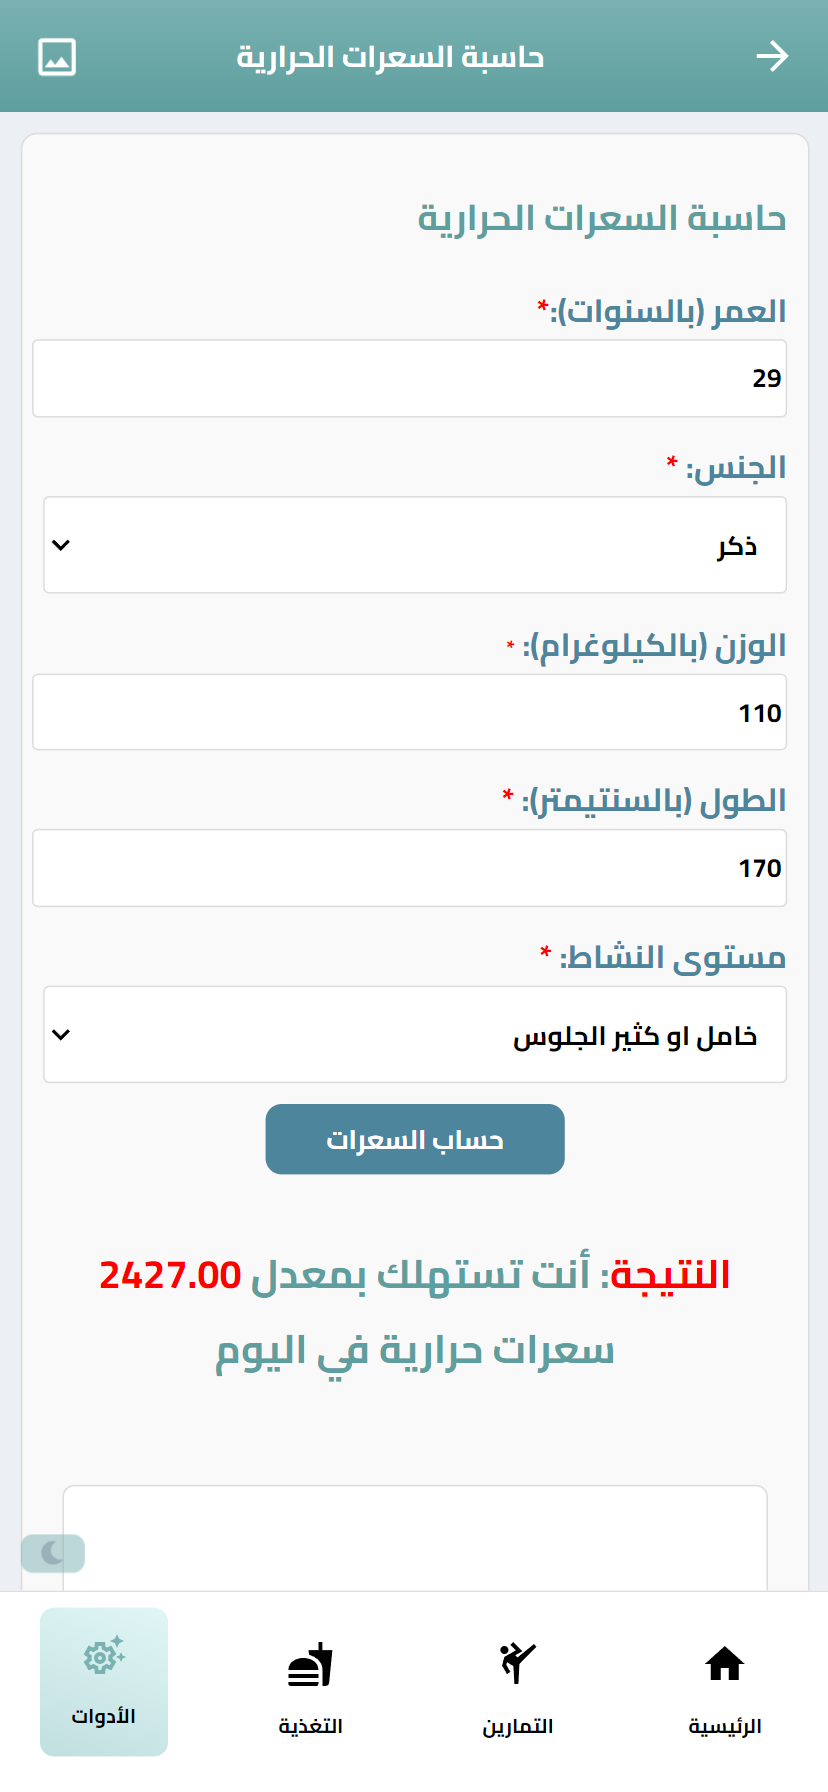 حاسبة السعرات الحرارية
حاسبة السعرات الحرارية
العمر (بالسنوات):*
29
الجنس: *
ذكر
الوزن (بالكيلوغرام): *
110
الطول (بالسنتيمتر): *
170
مستوى النشاط: *
خامل او كثير الجلوس
حساب السعرات
النتيجة: أنت تستهلك بمعدل 2427.00
سعرات حرارية في اليوم
الرئيسية
التمارين
التغذية
الأدوات